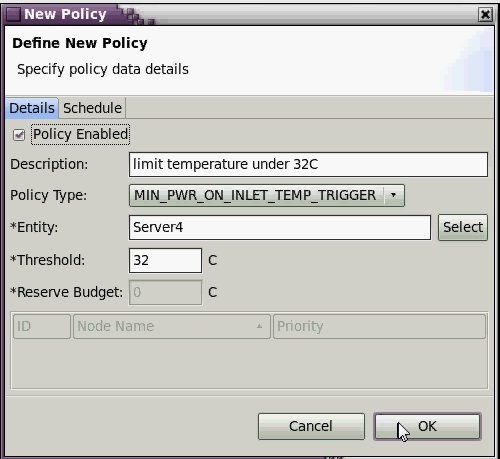 New Policy
Define New Policy
Specify policy data details
Details Schedule
Policy Enabled
Description: limit temperature under 32C
Policy Type: MIN_PWR_ON_INLET_TEMP_TRIGGER
*Entity: Server4 Select
*Threshold: 32 C
*Reserve Budget: 0 C
ID Node Name Priority
Cancel OK